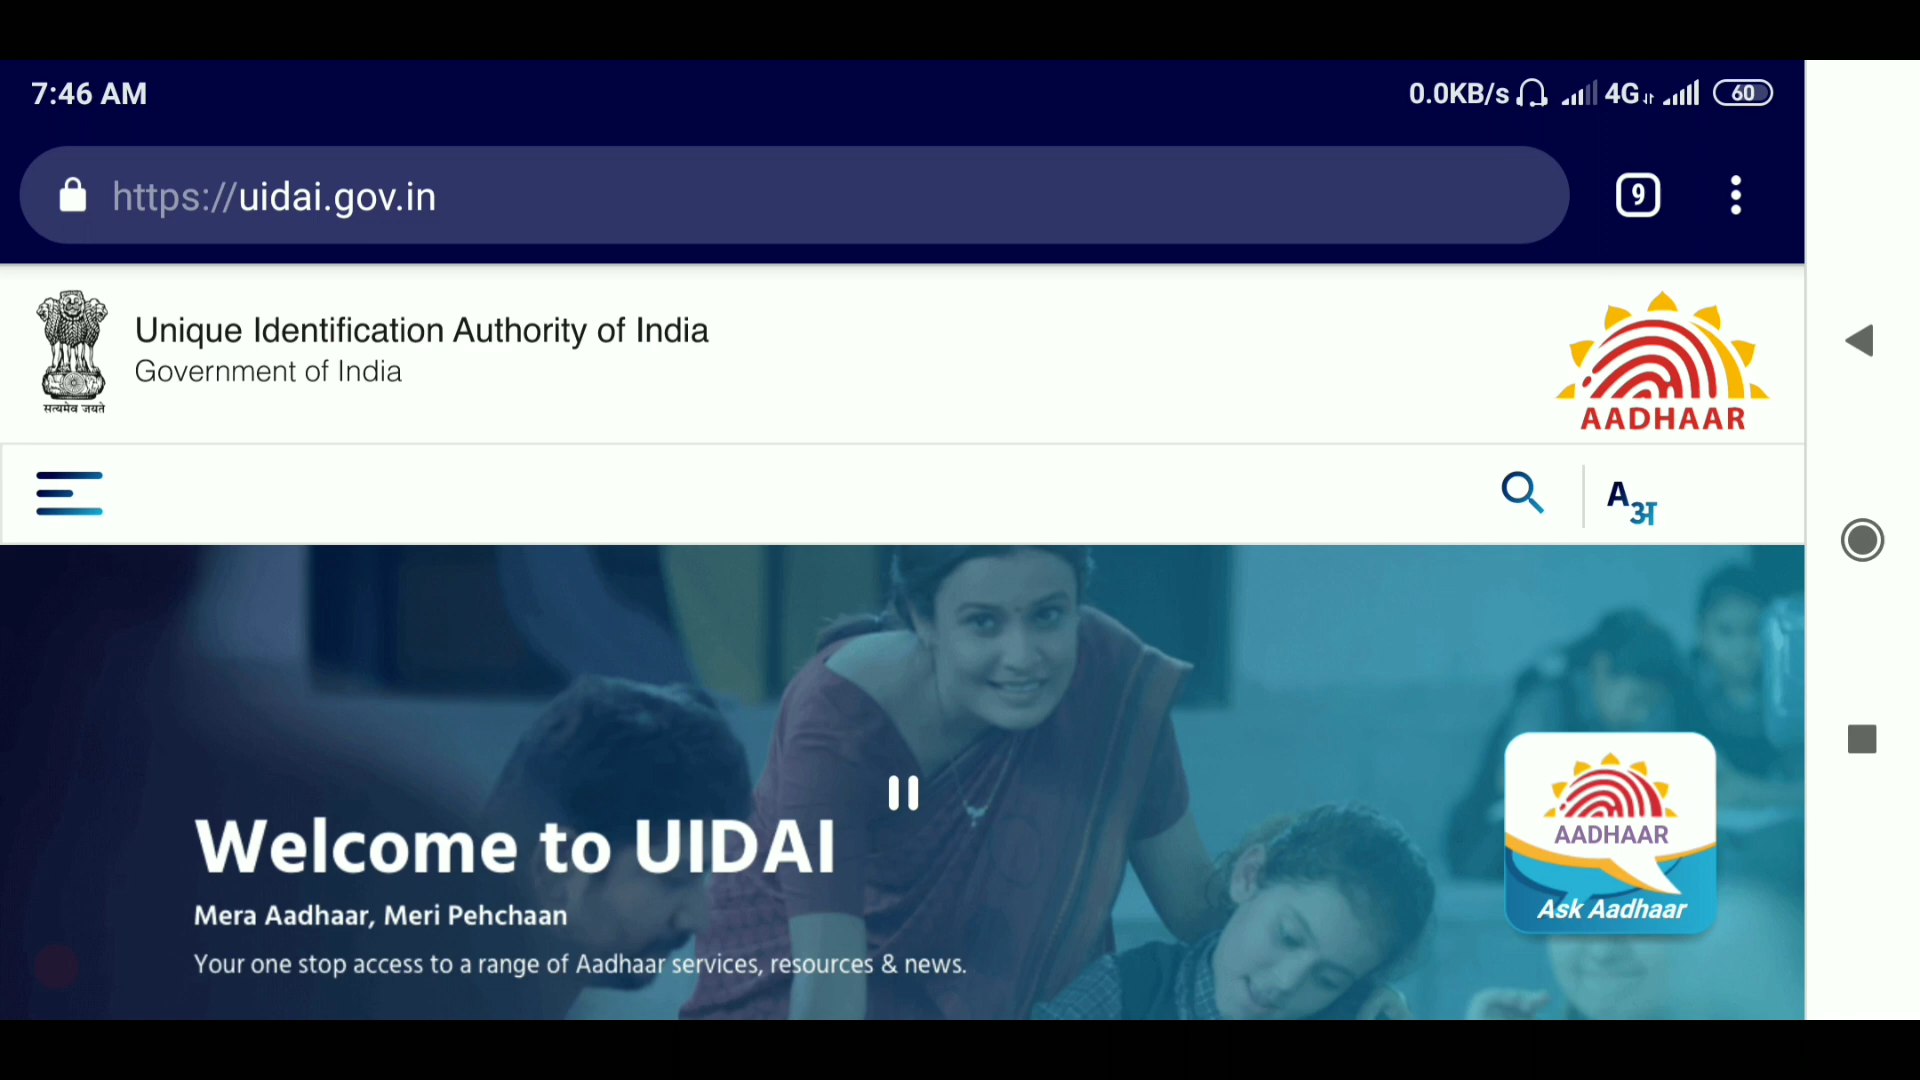 7:46 AM
0.0KB/s 4G 60
https://uidai.gov.in
9
Unique Identification Authority of India
Government of India
सत्यमेव जयते
AADHAAR
A अ
Welcome to UIDAI
Mera Aadhaar, Meri Pehchaan
Your one stop access to a range of Aadhaar services, resources & news.
AADHAAR
Ask Aadhaar